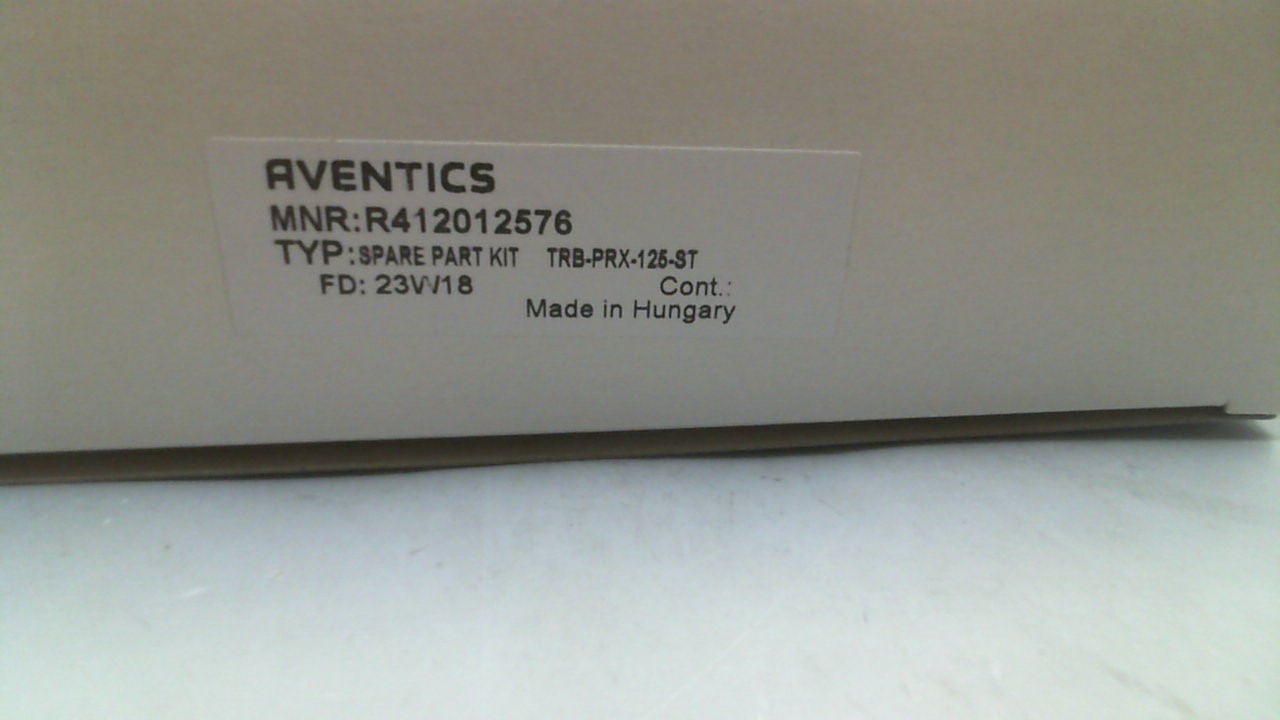 AVENTICS
MNR:R412012576
TYP:SPARE PART KIT TRB-PRX-125-ST
FD: 23W18 Cont.:
Made in Hungary